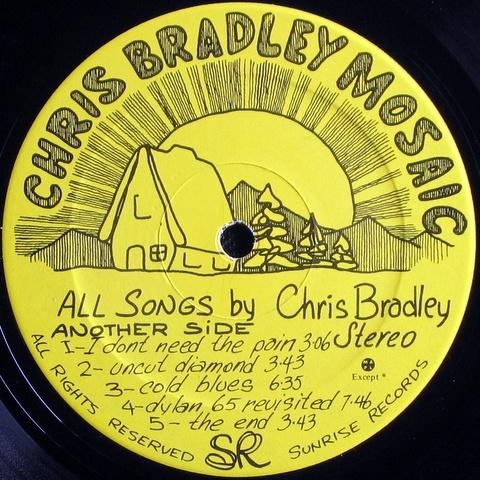 CHRIS BRADLEY MOSAIC
ALL SONGS by Chris Bradley
ANOTHER SiDE
Stereo
1-I dont need the pain 3:06
2- uncut diamond 3:43
3-cold blues 6:35
4-dylan, 65 revisited 7:46
5- the end 3:43
Except *
ALL RIGHTS RESERVED
SR
SUNRISE RECORDS